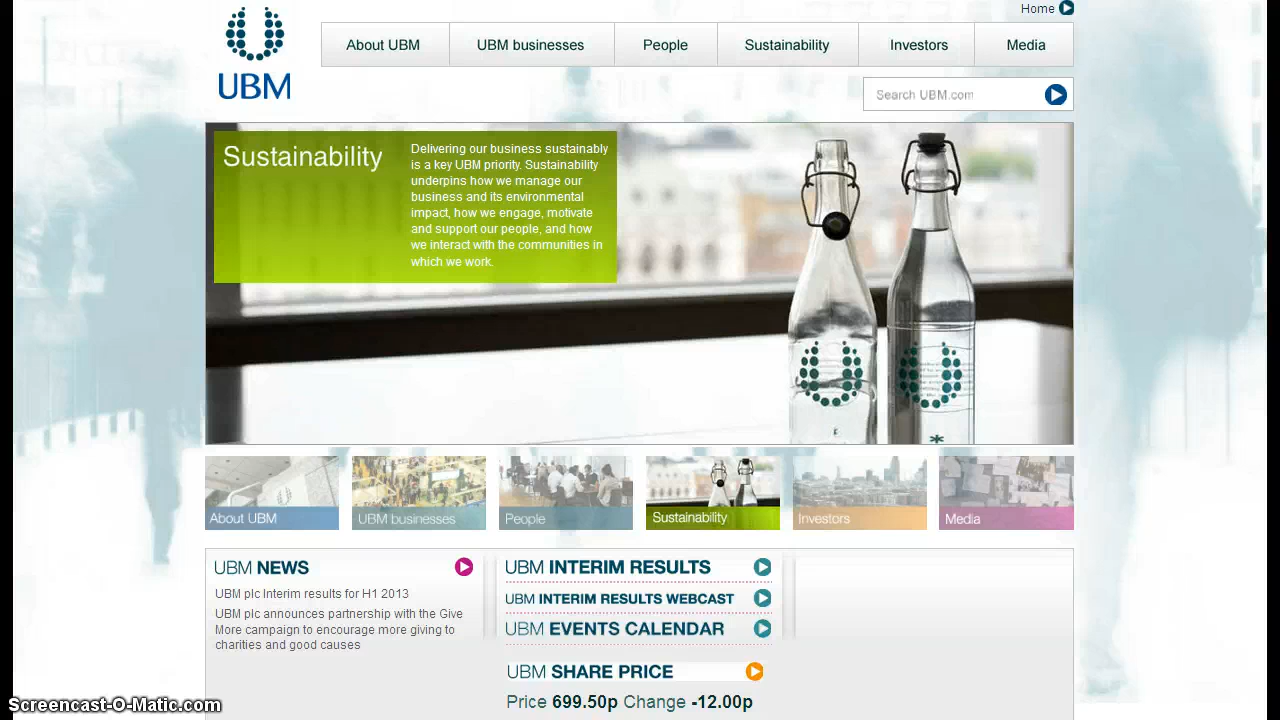 Home
UBM
About UBM
UBM businesses
People
Sustainability
Investors
Media
Search UBM.com
Sustainability
Delivering our business sustainably
is a key UBM priority. Sustainability
underpins how we manage our
business and its environmental
impact, how we engage, motivate
and support our people, and how
we interact with the communities in
which we work.
About UBM
UBM businesses
People
Sustainability
Investors
Media
UBM NEWS
UBM plc Interim results for H1 2013
UBM plc announces partnership with the Give
More campaign to encourage more giving to
charities and good causes
UBM INTERIM RESULTS
UBM INTERIM RESULTS WEBCAST
UBM EVENTS CALENDAR
UBM SHARE PRICE
Price 699.50p Change -12.00p
Screencast-O-Matic.com